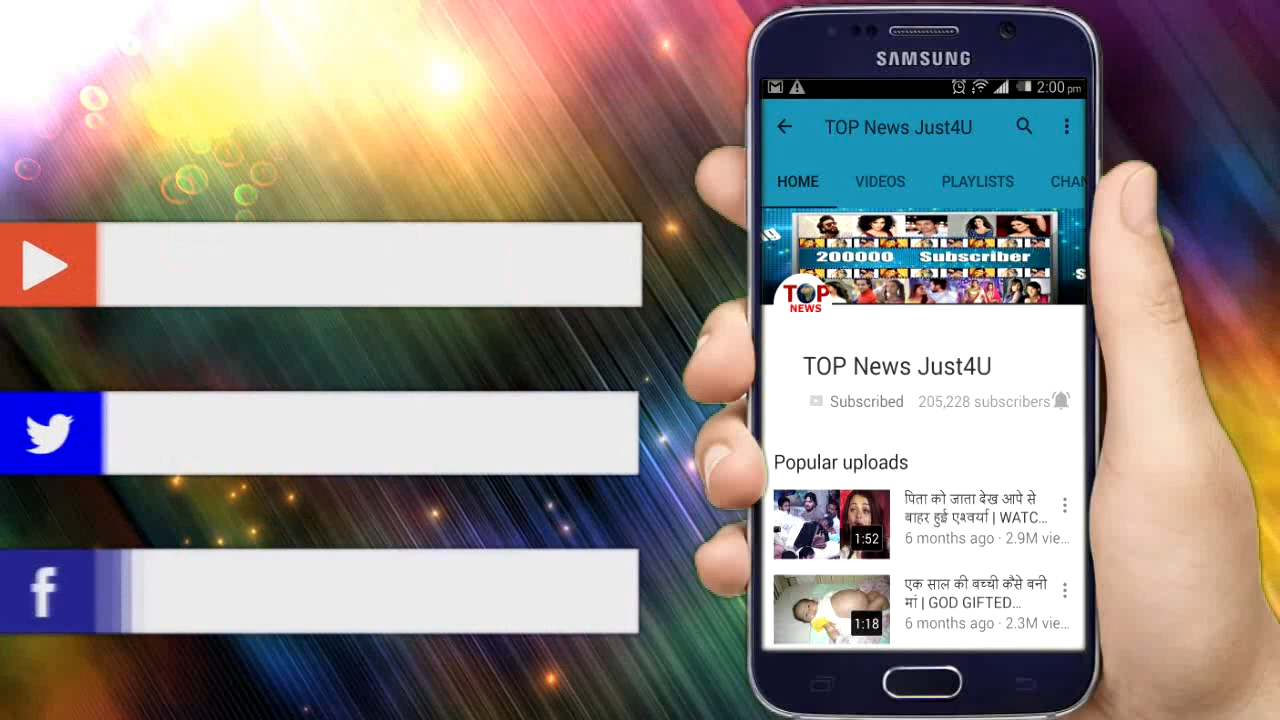 SAMSUNG
2:00 pm
TOP News Just4U
HOME VIDEOS PLAYLISTS CHAN
200000 Subscriber
TOP
NEWS
TOP News Just4U
Subscribed 205,228 subscribers
Popular uploads
पिता को जाता देख आपे से
बाहर हुई एश्वर्या | WATC...
6 months ago · 2.9M vie...
1:52
एक साल की बच्ची कैसे बनी
मां | GOD GIFTED...
6 months ago · 2.3M vie...
1:18